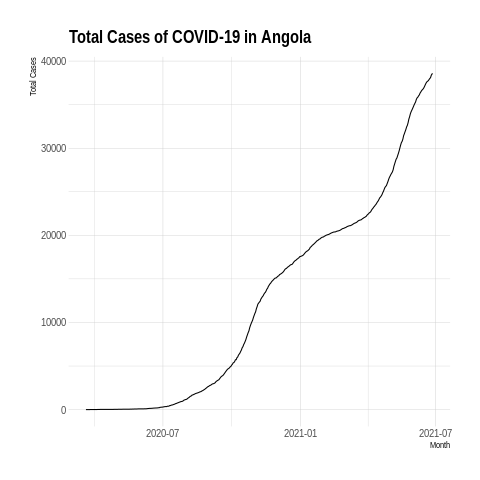 Total Cases of COVID-19 in Angola
Total Cases
40000
30000
20000
10000
0
2020-07
2021-01
2021-07
Month